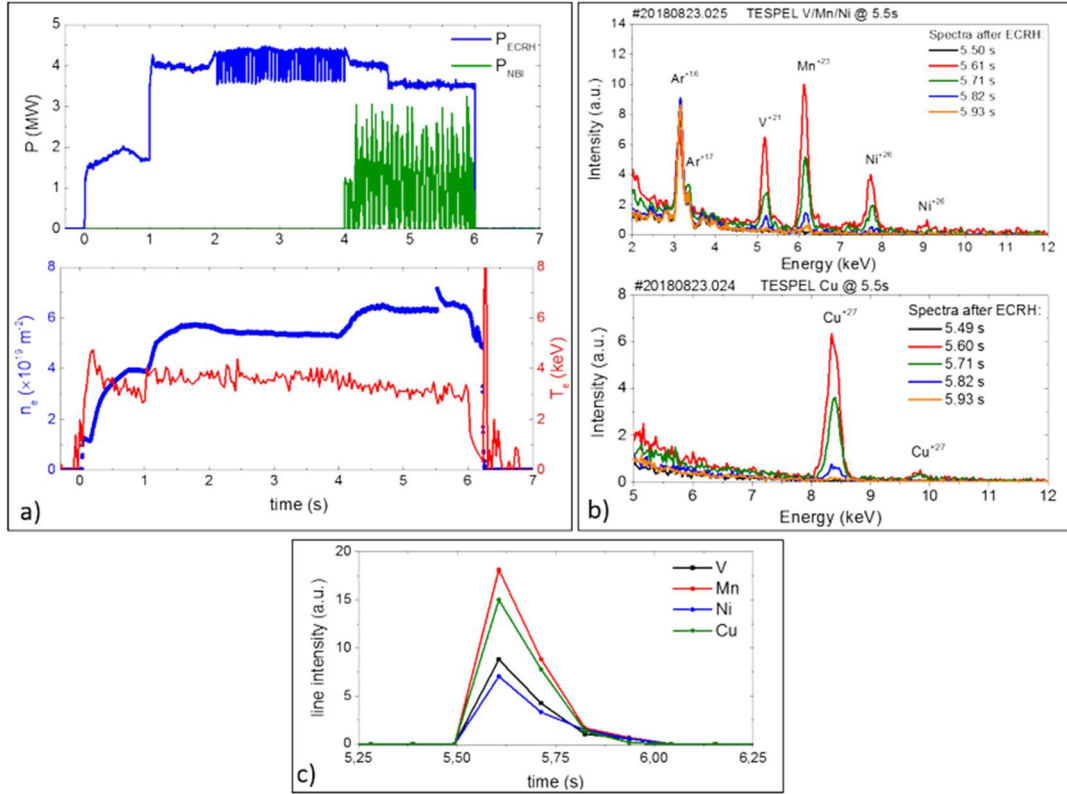 P (MW)
5
4
3
2
1
0
P_ECRH
P_NBI
0 1 2 3 4 5 6 7
n_e (×10^19 m^-2)
8
6
4
2
0
8
6
4
2
0
T_e (keV)
0 1 2 3 4 5 6 7
time (s)
a)
#20180823.025 TESPEL V/Mn/Ni @ 5.5s
Intensity (a.u.)
14
12
10
8
6
4
2
0
Ar^+16
Ar^+17
V^+21
Mn^+23
Ni^+26
Ni^+26
Spectra after ECRH:
5.50 s
5.61 s
5.71 s
5.82 s
5.93 s
2 3 4 5 6 7 8 9 10 11 12
Energy (keV)
#20180823.024 TESPEL Cu @ 5.5s
Intensity (a.u.)
8
6
4
2
0
Cu^+27
Cu^+27
Spectra after ECRH:
5.49 s
5.60 s
5.71 s
5.82 s
5.93 s
5 6 7 8 9 10 11 12
Energy (keV)
b)
line intensity (a.u.)
20
15
10
5
0
V
Mn
Ni
Cu
5,25 5,50 5,75 6,00 6,25
time (s)
c)